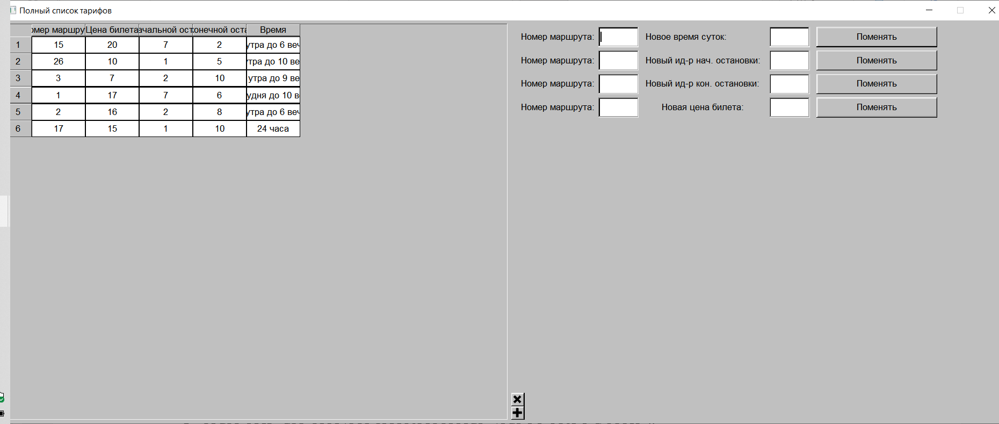 Полный список тарифов
омер маршру Цена билета ачальной ост онечной оста Время
1 15 20 7 2 утра до 6 веч
2 26 10 1 5 тра до 10 ве
3 3 7 2 10 утра до 9 ве
4 1 17 7 6 удня до 10 в
5 2 16 2 8 утра до 6 веч
6 17 15 1 10 24 часа
Номер маршрута: Новое время суток: Поменять
Номер маршрута: Новый ид-р нач. остановки: Поменять
Номер маршрута: Новый ид-р кон. остановки: Поменять
Номер маршрута: Новая цена билета: Поменять